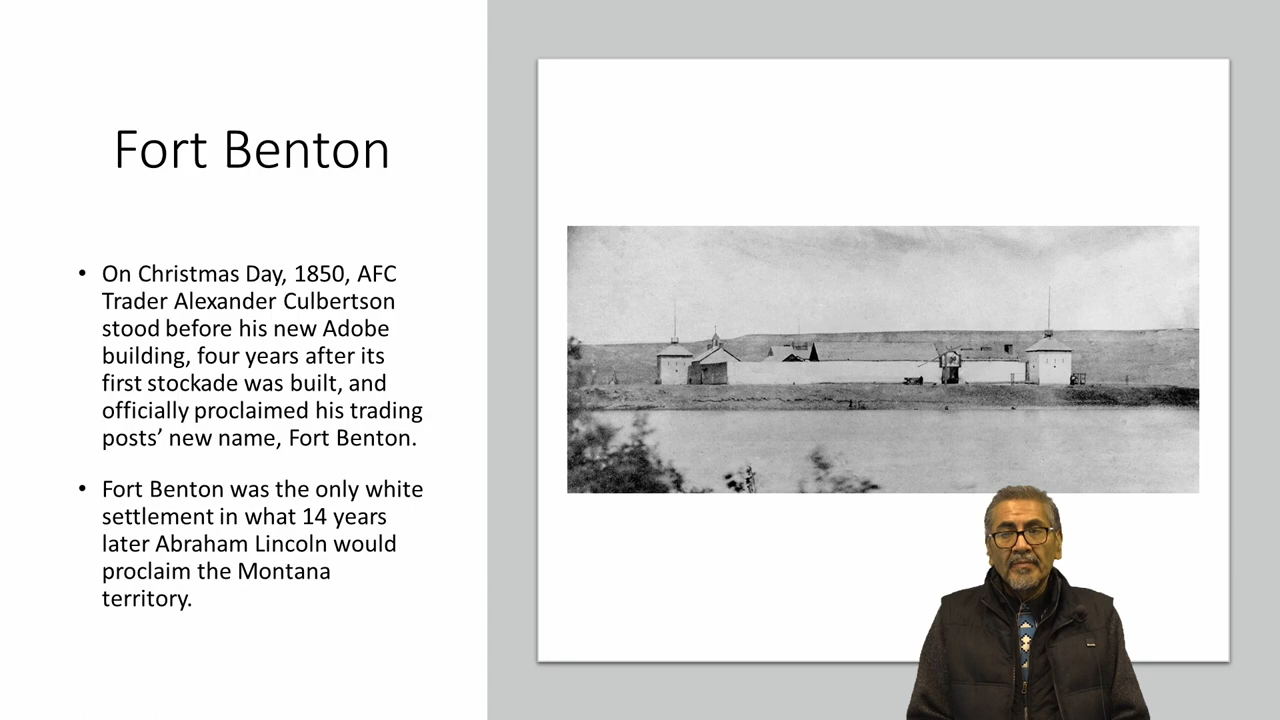 Fort Benton
• On Christmas Day, 1850, AFC
Trader Alexander Culbertson
stood before his new Adobe
building, four years after its
first stockade was built, and
officially proclaimed his trading
posts’ new name, Fort Benton.
• Fort Benton was the only white
settlement in what 14 years
later Abraham Lincoln would
proclaim the Montana
territory.